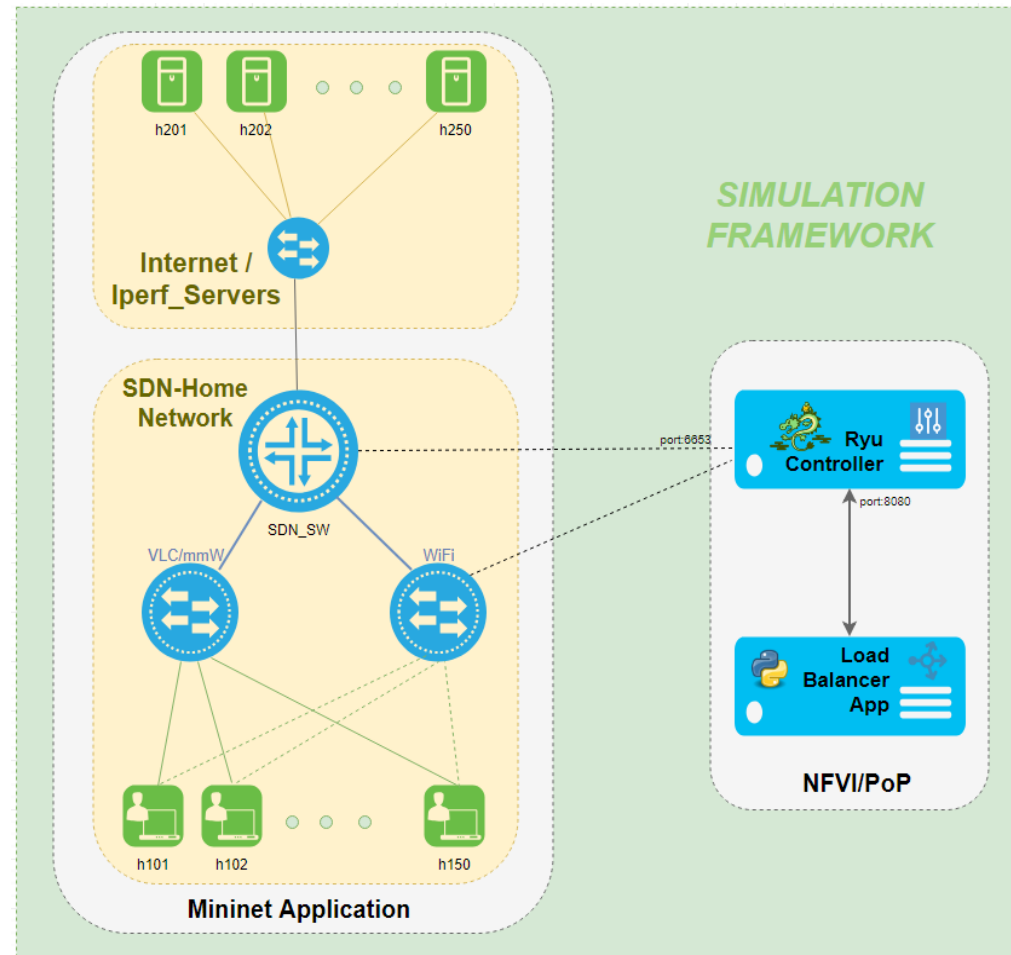 h201
h202
h250
SIMULATION
FRAMEWORK
Internet /
Iperf_Servers
SDN-Home
Network
SDN_SW
VLC/mmW
WiFi
h101
h102
h150
Mininet Application
port:6653
Ryu
Controller
port:8080
Load
Balancer
App
NFVI/PoP